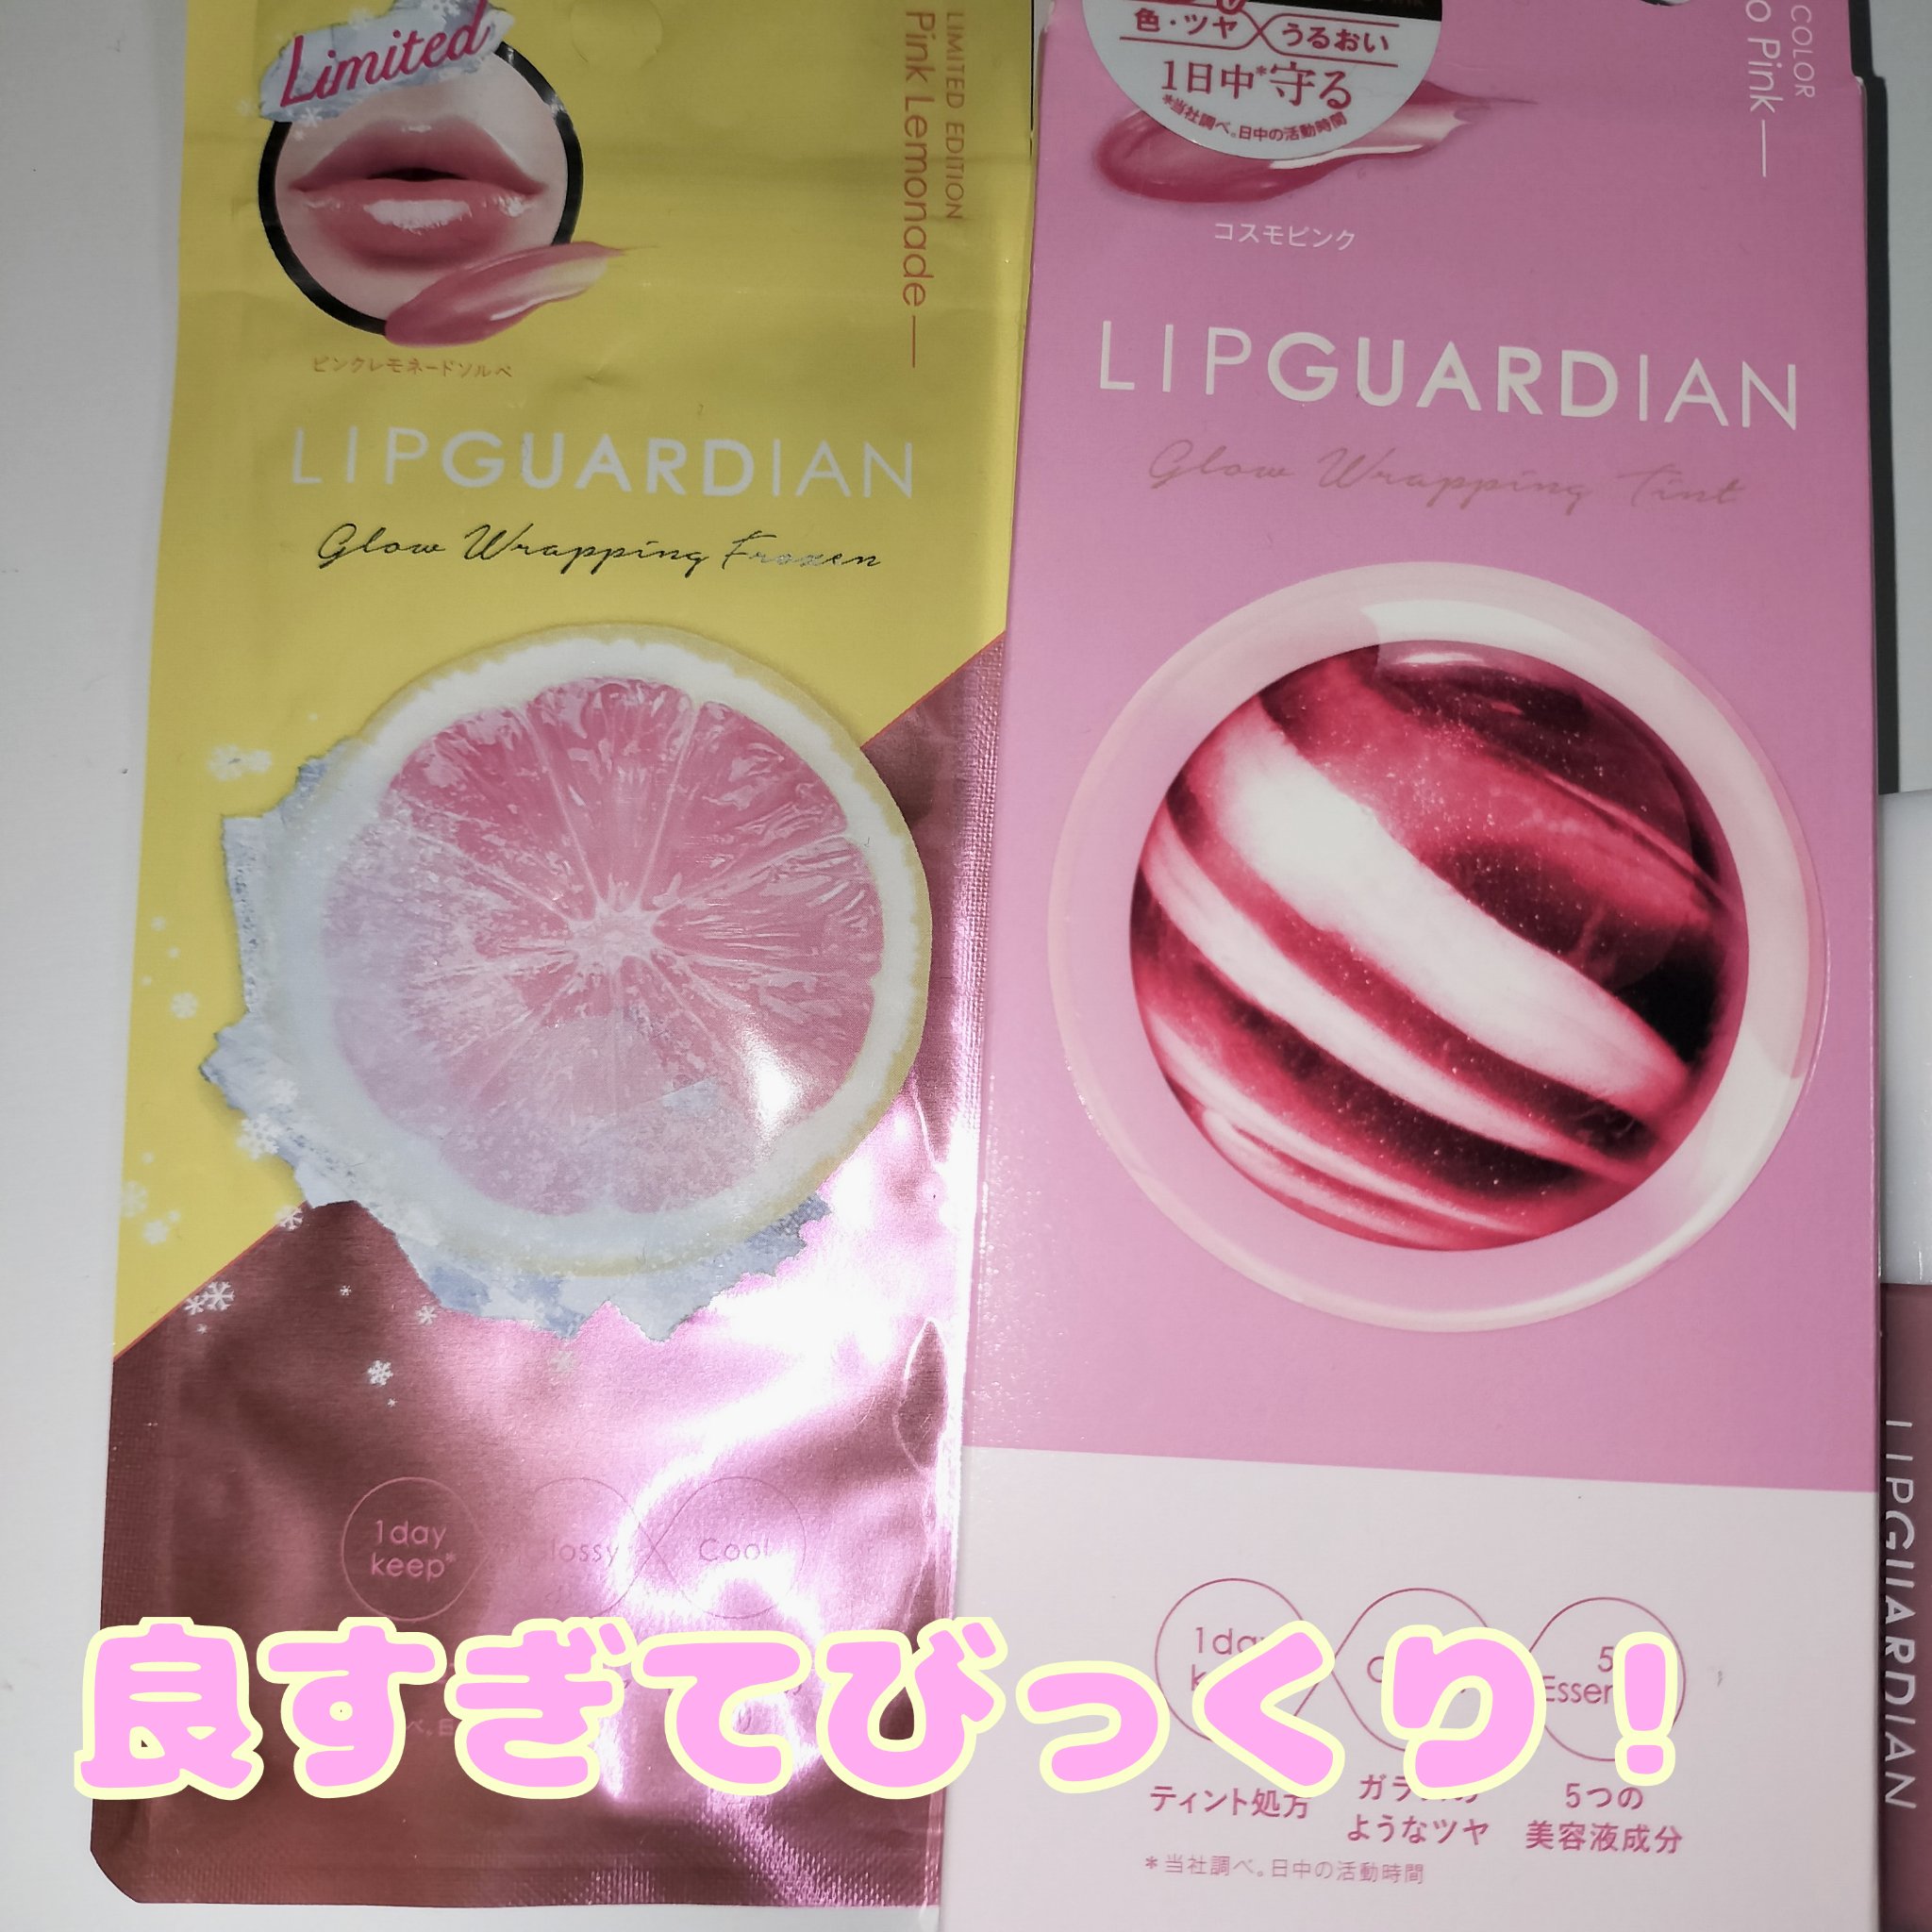 Limited
LIMITED EDITION
Pink Lemonade
ピンクレモネードソルベ
LIPGUARDIAN
Glow Wrapping Frozen
1day
keep*
Cool
色・ツヤ
うるおい
1日中*守る
*当社調べ。日中の活動時間
COLOR
o Pink
コスモピンク
LIPGUARDIAN
Glow Wrapping Tint
良すぎてびっくり！
ティント処方
ようなツヤ
5つの
美容液成分
*当社調べ。日中の活動時間
LIPGUARDIAN